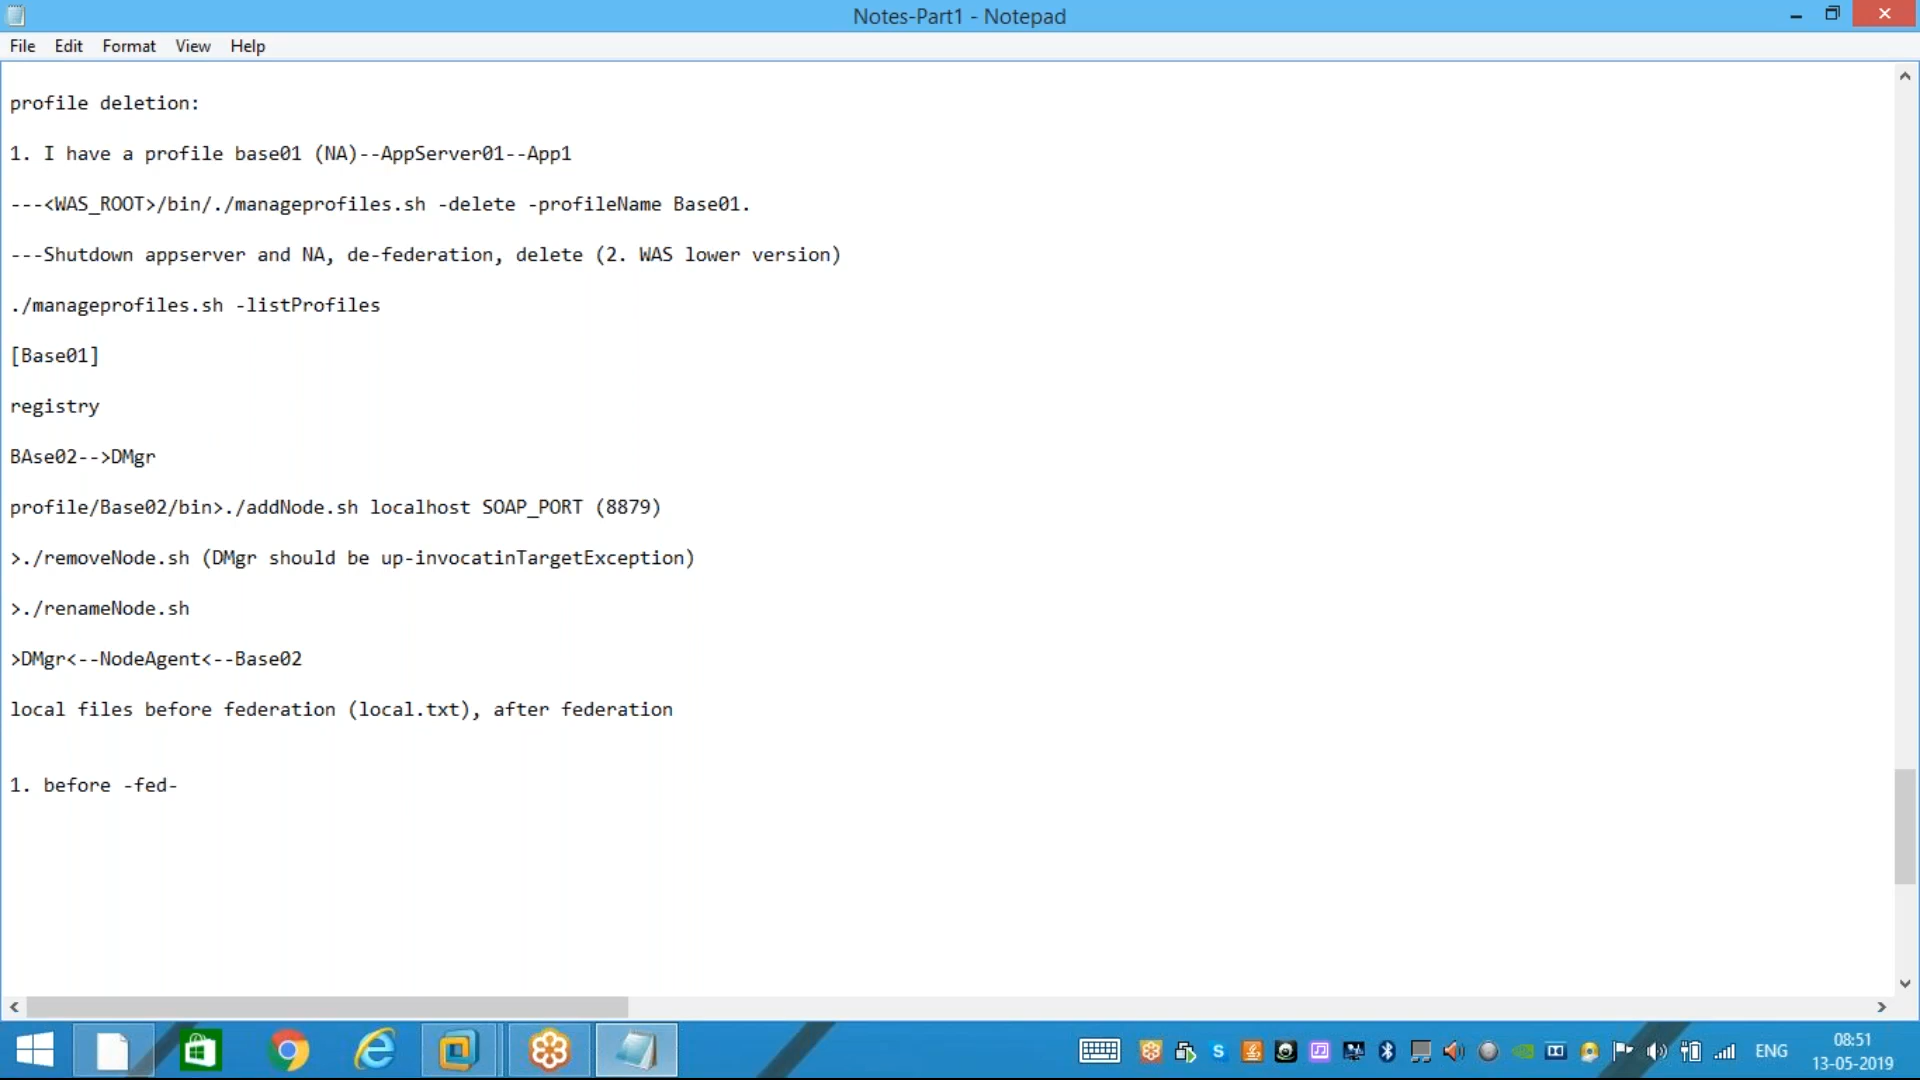 Notes-Part1 - Notepad
File Edit Format View Help
profile deletion:
1. I have a profile base01 (NA)--AppServer01--App1
---<WAS_ROOT>/bin/./manageprofiles.sh -delete -profileName Base01.
---Shutdown appserver and NA, de-federation, delete (2. WAS lower version)
./manageprofiles.sh -listProfiles
[Base01]
registry
BAse02-->DMgr
profile/Base02/bin>./addNode.sh localhost SOAP_PORT (8879)
>./removeNode.sh (DMgr should be up-invocatinTargetException)
>./renameNode.sh
>DMgr<--NodeAgent<--Base02
local files before federation (local.txt), after federation
1. before -fed-
ENG
08:51
13-05-2019